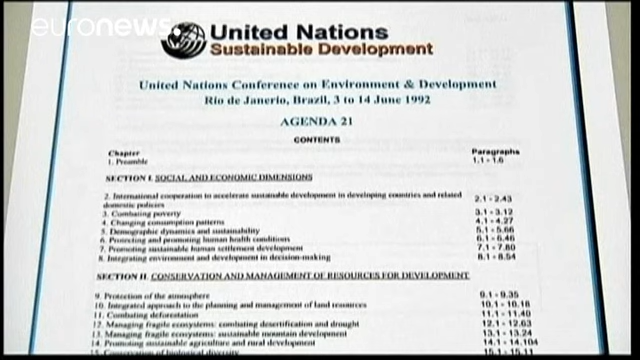 euronews.
United Nations
Sustainable Development
United Nations Conference on Environment & Development
Rio de Janerio, Brazil, 3 to 14 June 1992
AGENDA 21
CONTENTS
Chapter Paragraphs
1. Preamble 1.1 - 1.6
SECTION I. SOCIAL AND ECONOMIC DIMENSIONS
2. International cooperation to accelerate sustainable development in developing countries and related
domestic policies 2.1 - 2.43
3. Combating poverty 3.1 - 3.12
4. Changing consumption patterns 4.1 - 4.27
5. Demographic dynamics and sustainability 5.1 - 5.66
6. Protecting and promoting human health conditions 6.1 - 6.46
7. Promoting sustainable human settlement development 7.1 - 7.80
8. Integrating environment and development in decision-making 8.1 - 8.54
SECTION II. CONSERVATION AND MANAGEMENT OF RESOURCES FOR DEVELOPMENT
9. Protection of the atmosphere 9.1 - 9.35
10. Integrated approach to the planning and management of land resources 10.1 - 10.18
11. Combating deforestation 11.1 - 11.40
12. Managing fragile ecosystems: combating desertification and drought 12.1 - 12.63
13. Managing fragile ecosystems: sustainable mountain development 13.1 - 13.24
14. Promoting sustainable agriculture and rural development 14.1 - 14.104
15. Conservation of biological diversity 15.1 - 15.11